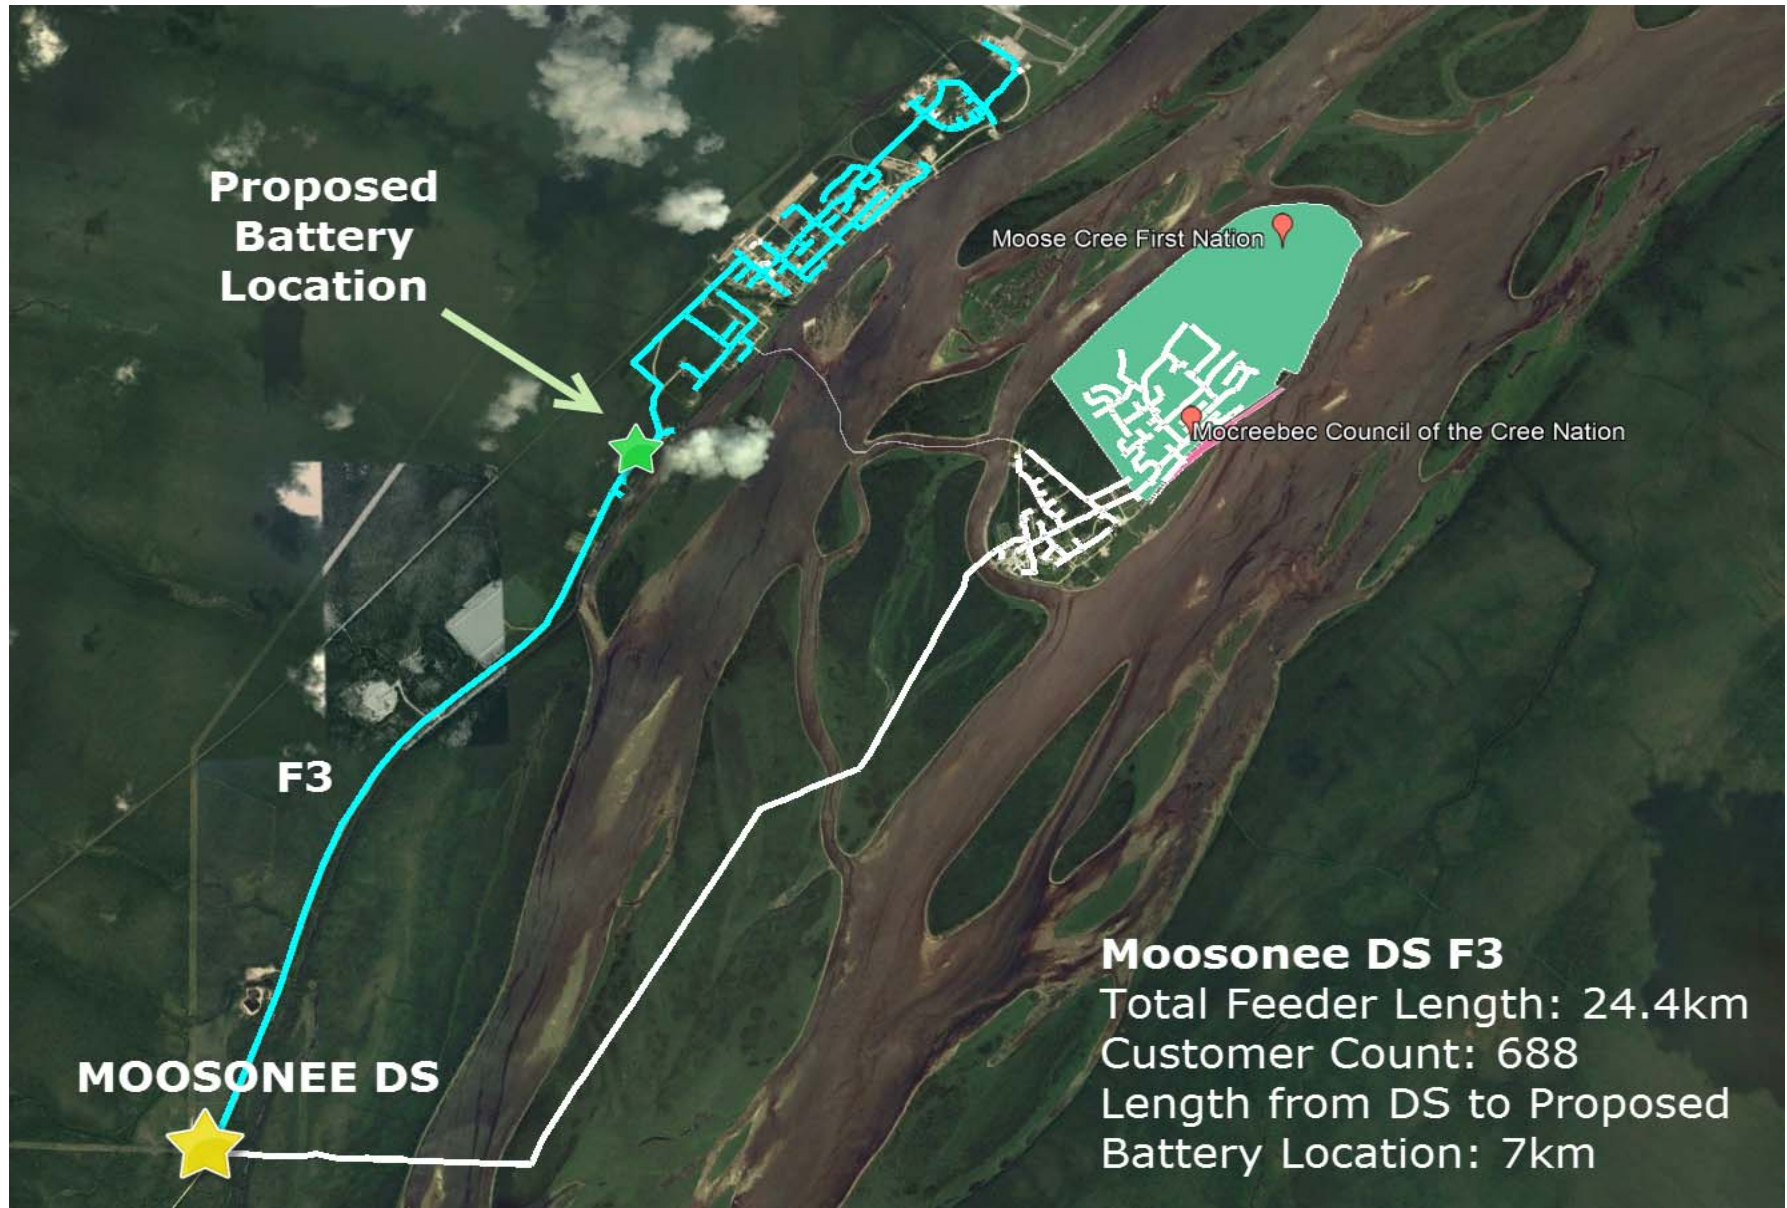 Proposed
Battery
Location
Moose Cree First Nation
Mocreebec Council of the Cree Nation
F3
MOOSONEE DS
Moosonee DS F3
Total Feeder Length: 24.4km
Customer Count: 688
Length from DS to Proposed
Battery Location: 7km